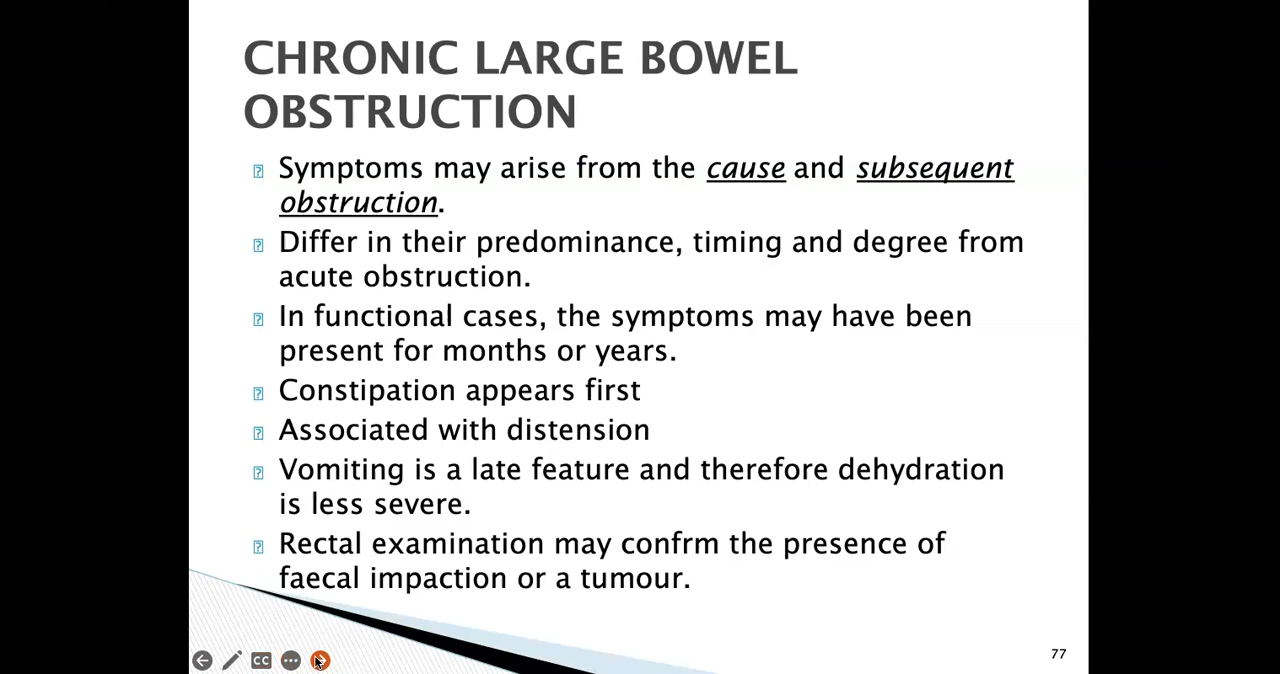 CHRONIC LARGE BOWEL
OBSTRUCTION
Symptoms may arise from the cause and subsequent
obstruction.
Differ in their predominance, timing and degree from
acute obstruction.
In functional cases, the symptoms may have been
present for months or years.
Constipation appears first
Associated with distension
Vomiting is a late feature and therefore dehydration
is less severe.
Rectal examination may confrm the presence of
faecal impaction or a tumour.
CC
77